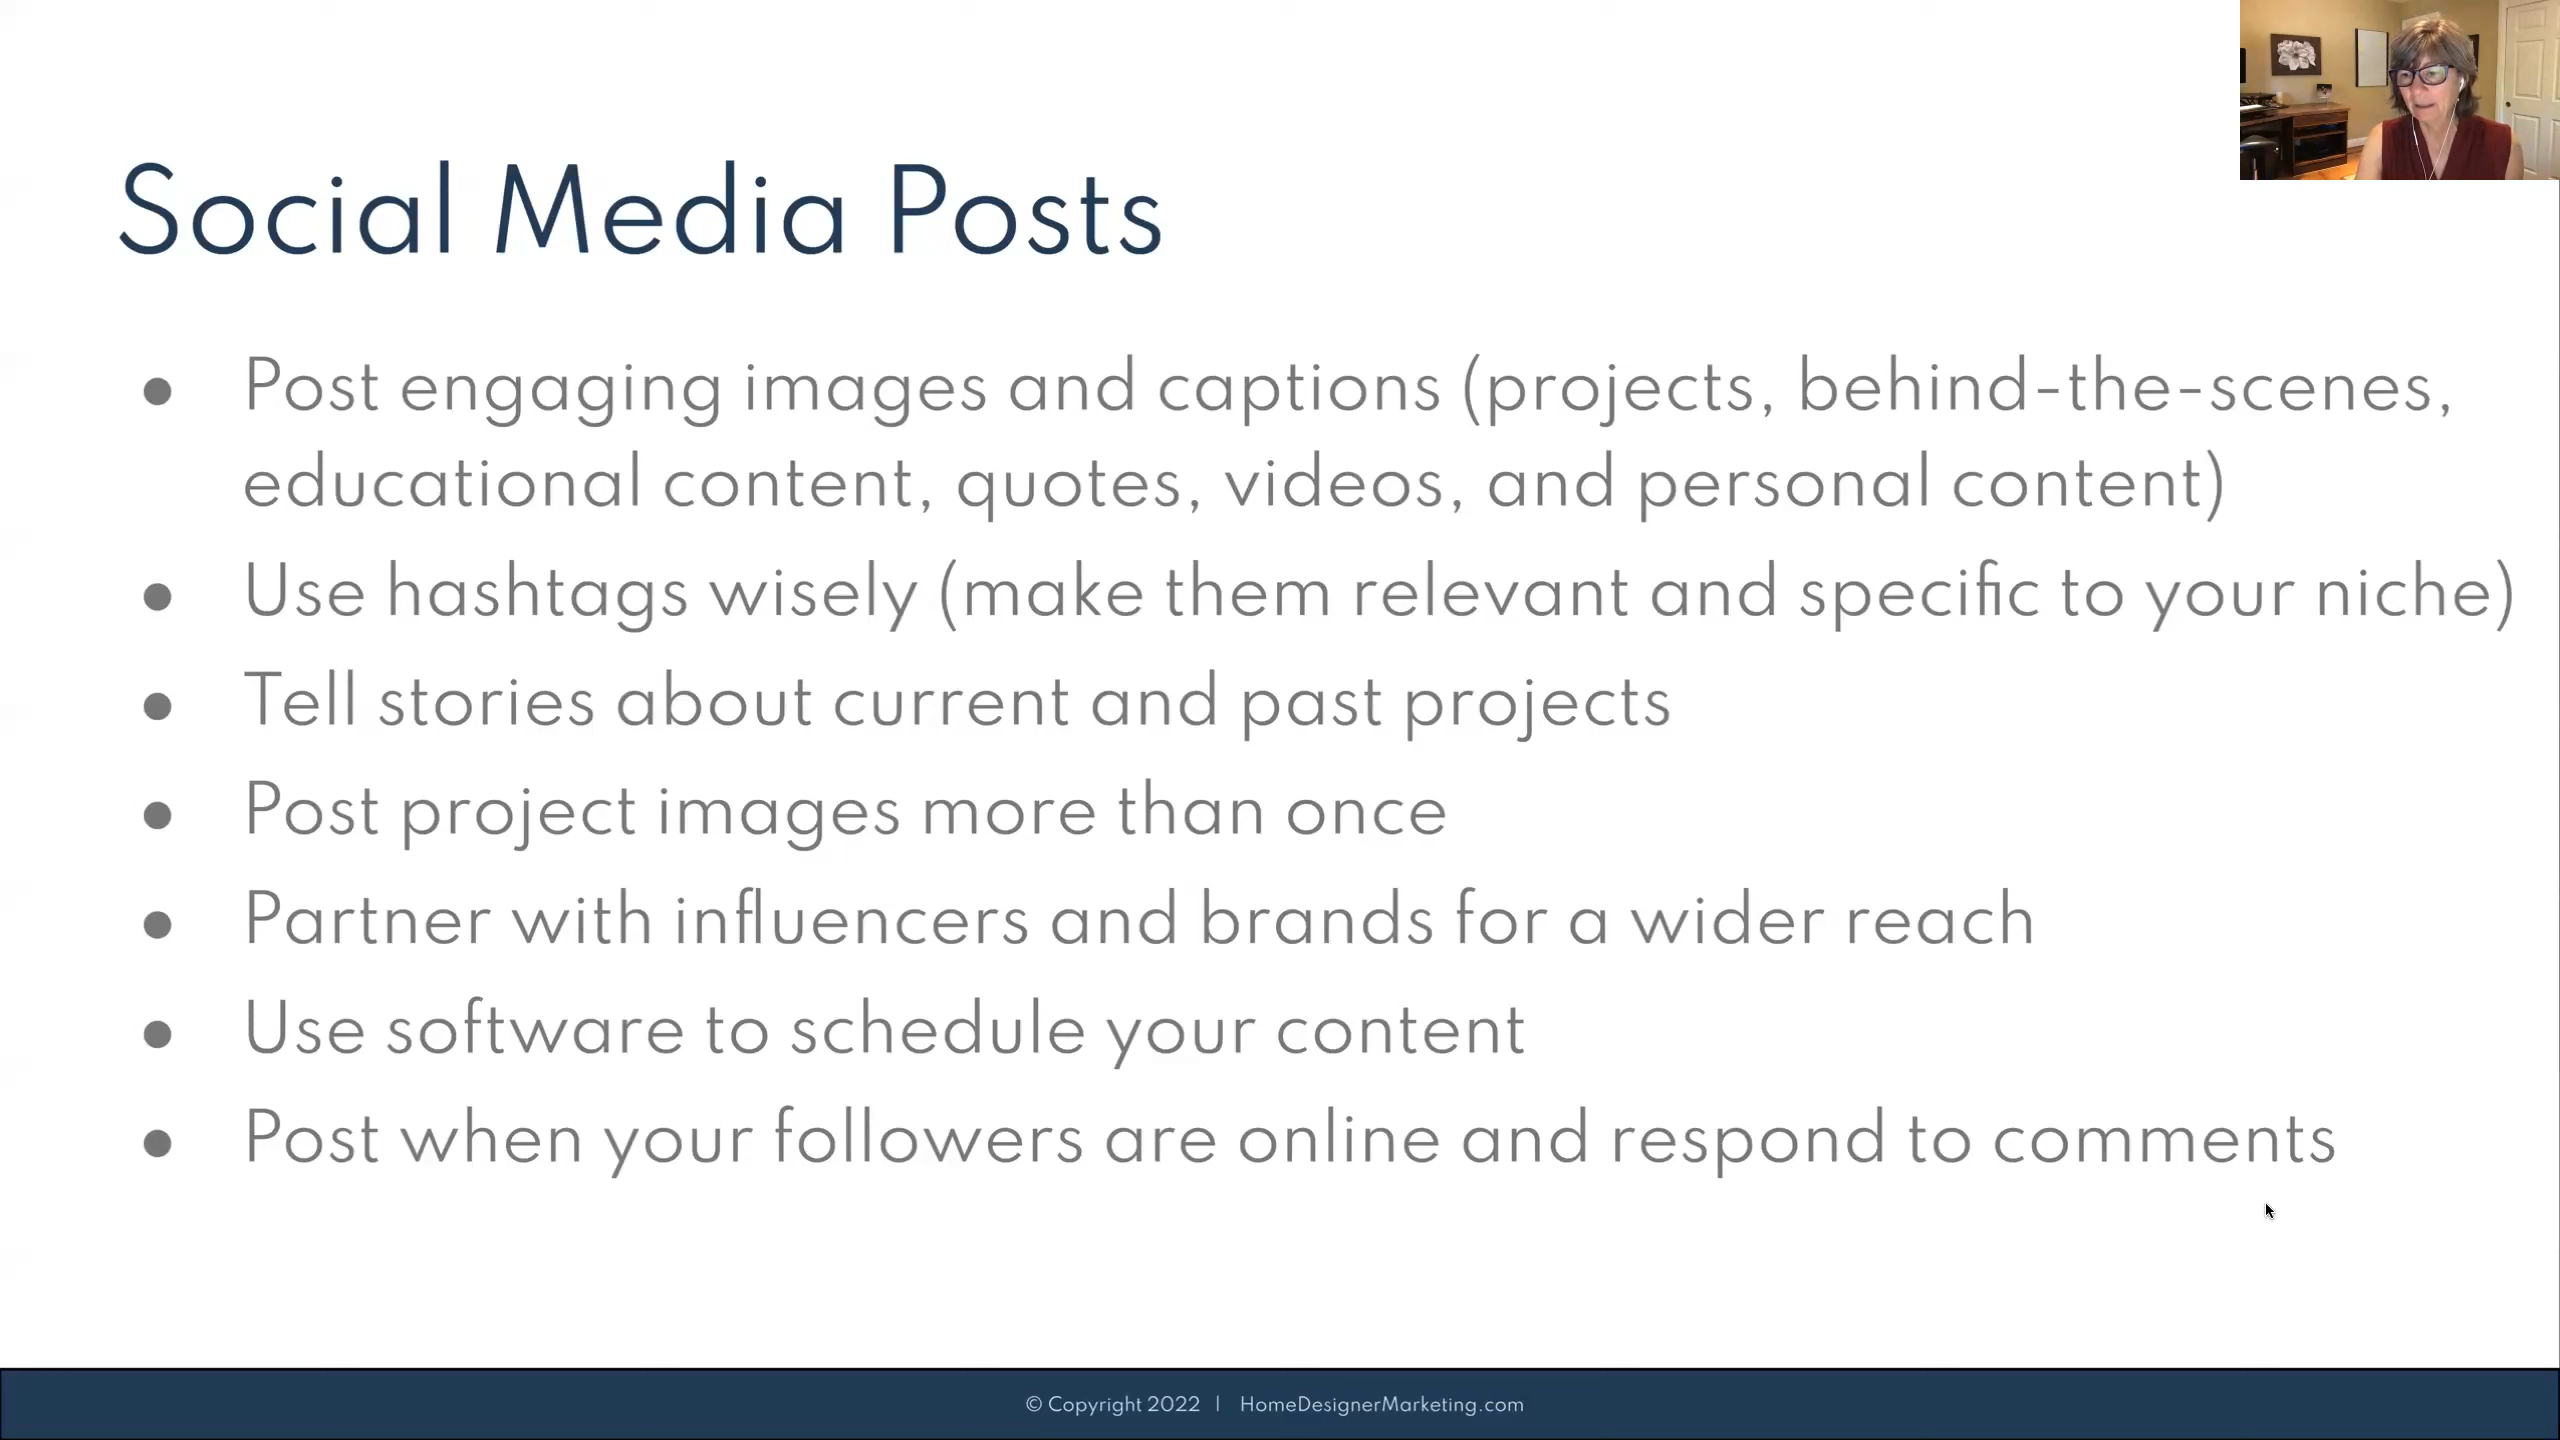 Social Media Posts
● Post engaging images and captions (projects, behind-the-scenes,
educational content, quotes, videos, and personal content)
● Use hashtags wisely (make them relevant and specific to your niche)
● Tell stories about current and past projects
● Post project images more than once
● Partner with influencers and brands for a wider reach
● Use software to schedule your content
● Post when your followers are online and respond to comments
© Copyright 2022 | HomeDesignerMarketing.com